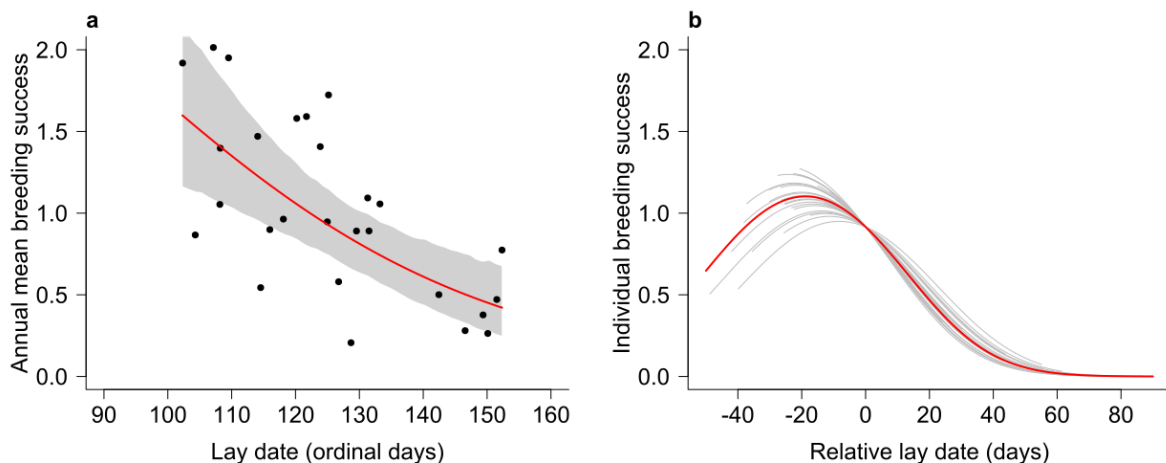 a
Annual mean breeding success
2.0
1.5
1.0
0.5
0.0
90 100 110 120 130 140 150 160
Lay date (ordinal days)
b
Individual breeding success
2.0
1.5
1.0
0.5
0.0
-40 -20 0 20 40 60 80
Relative lay date (days)